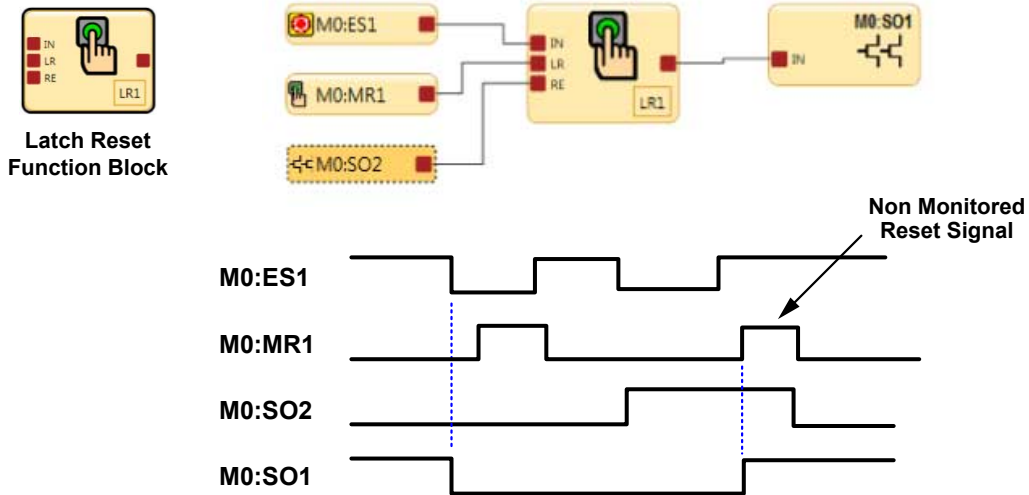 IN
LR
RE
LR1
Latch Reset
Function Block
M0:ES1
M0:MR1
M0:SO2
IN
LR
RE
LR1
M0:SO1
IN
Non Monitored
Reset Signal
M0:ES1
M0:MR1
M0:SO2
M0:SO1